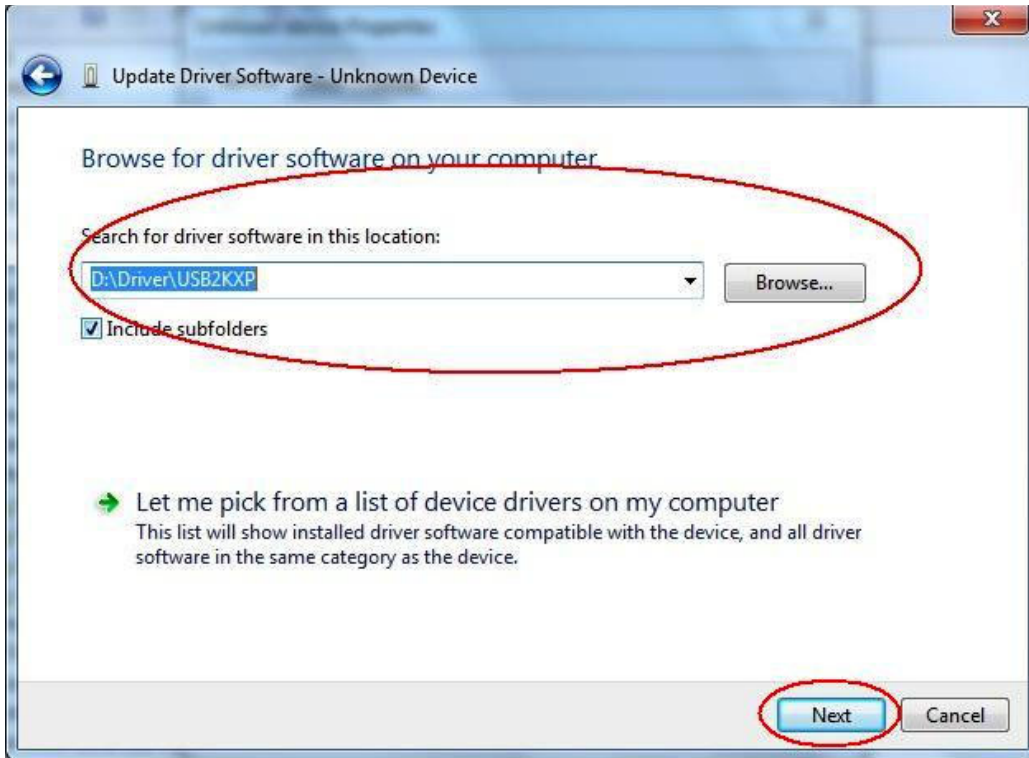 Update Driver Software - Unknown Device
Browse for driver software on your computer
Search for driver software in this location:
D:\Driver\USB2KXP
Browse...
Include subfolders
Let me pick from a list of device drivers on my computer
This list will show installed driver software compatible with the device, and all driver
software in the same category as the device.
Next
Cancel